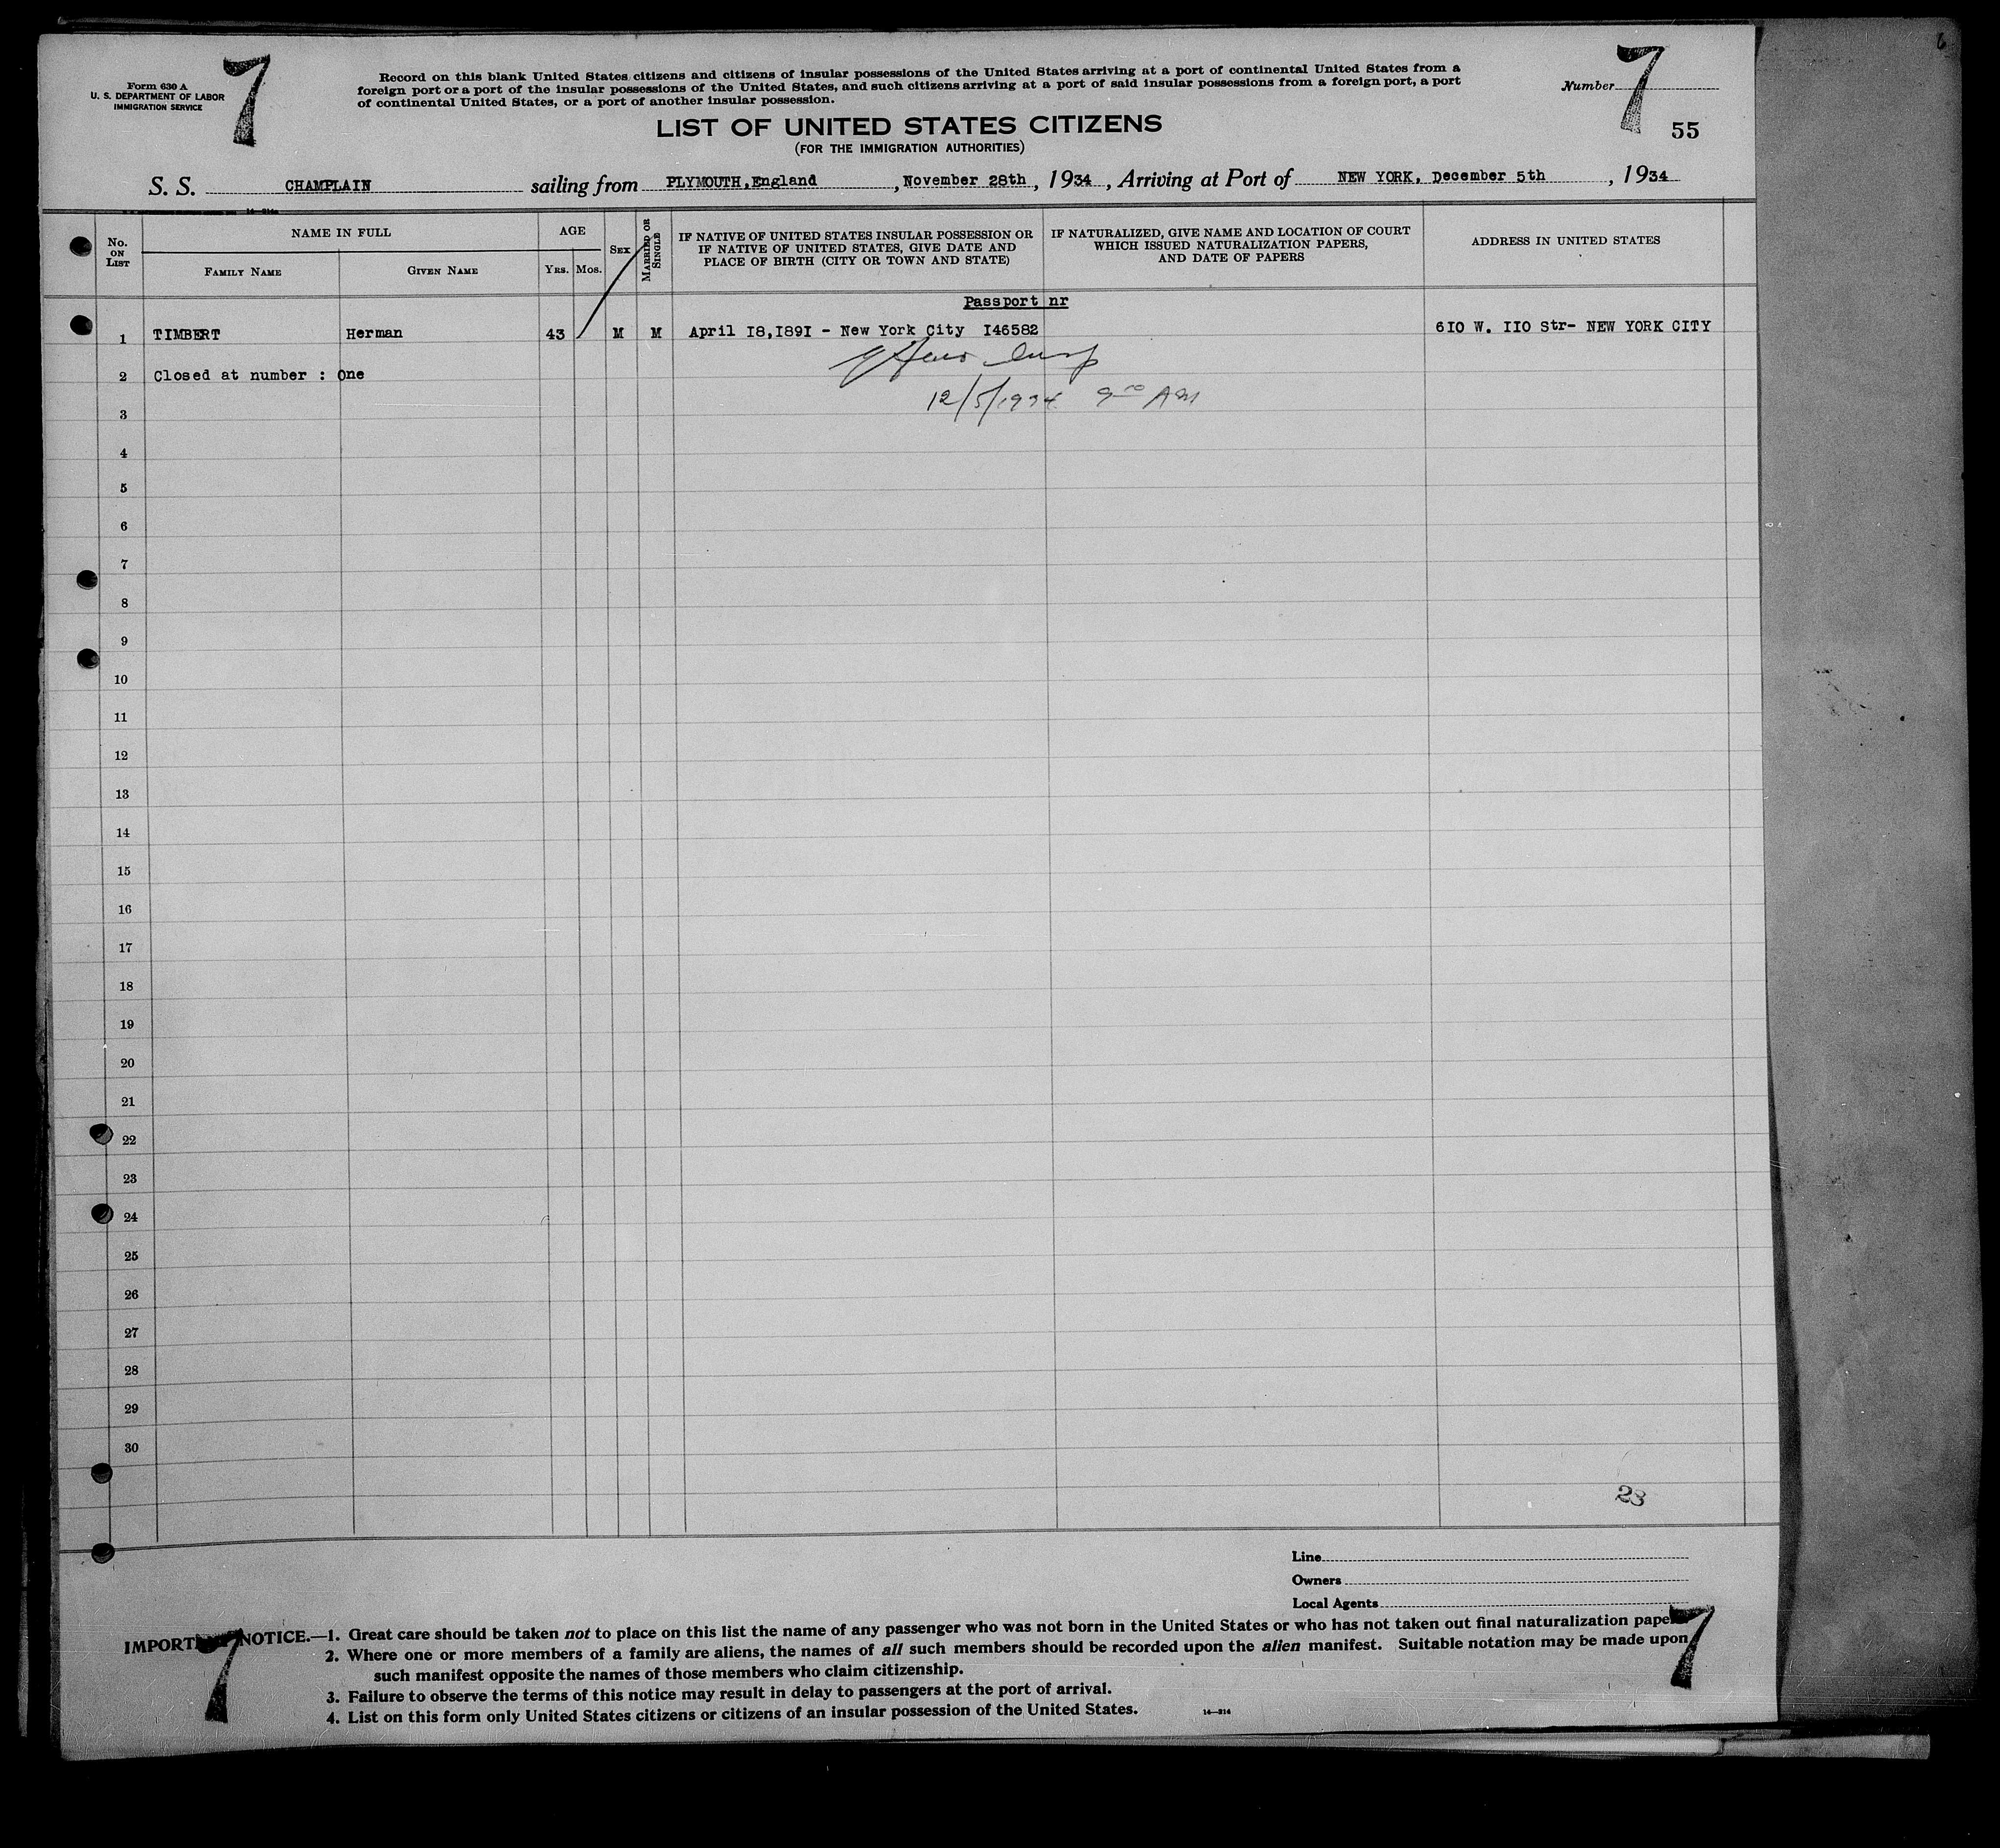 Form 630 A
U. S. DEPARTMENT OF LABOR
IMMIGRATION SERVICE
7
Record on this blank United States citizens and citizens of insular possessions of the United States arriving at a port of continental United States from a
foreign port or a port of the insular possessions of the United States, and such citizens arriving at a port of said insular possessions from a foreign port, a port
of continental United States, or a port of another insular possession.
Number 7
55
LIST OF UNITED STATES CITIZENS
(FOR THE IMMIGRATION AUTHORITIES)
S. S. CHAMPLAIN sailing from PLYMOUTH,England, November 28th, 1934, Arriving at Port of NEW YORK, December 5th, 1934
No. ON LIST
NAME IN FULL
FAMILY NAME
GIVEN NAME
AGE
YRS.
MOS.
SEX
MARRIED OR SINGLE
IF NATIVE OF UNITED STATES INSULAR POSSESSION OR
IF NATIVE OF UNITED STATES, GIVE DATE AND
PLACE OF BIRTH (CITY OR TOWN AND STATE)
IF NATURALIZED, GIVE NAME AND LOCATION OF COURT
WHICH ISSUED NATURALIZATION PAPERS,
AND DATE OF PAPERS
ADDRESS IN UNITED STATES
Passport nr
1 TIMBERT Herman 43 M M April I8,I89I - New York City I46582 6I0 W. II0 Str- NEW YORK CITY
2 Closed at number : One
12/5/1934 9 00 AM
3
4
5
6
7
8
9
10
11
12
13
14
15
16
17
18
19
20
21
22
23
24
25
26
27
28
29
30
28
Line
Owners
Local Agents
IMPORTANT NOTICE.—1. Great care should be taken not to place on this list the name of any passenger who was not born in the United States or who has not taken out final naturalization papers.
2. Where one or more members of a family are aliens, the names of all such members should be recorded upon the alien manifest. Suitable notation may be made upon
such manifest opposite the names of those members who claim citizenship.
3. Failure to observe the terms of this notice may result in delay to passengers at the port of arrival.
4. List on this form only United States citizens or citizens of an insular possession of the United States.
14—214
7
7